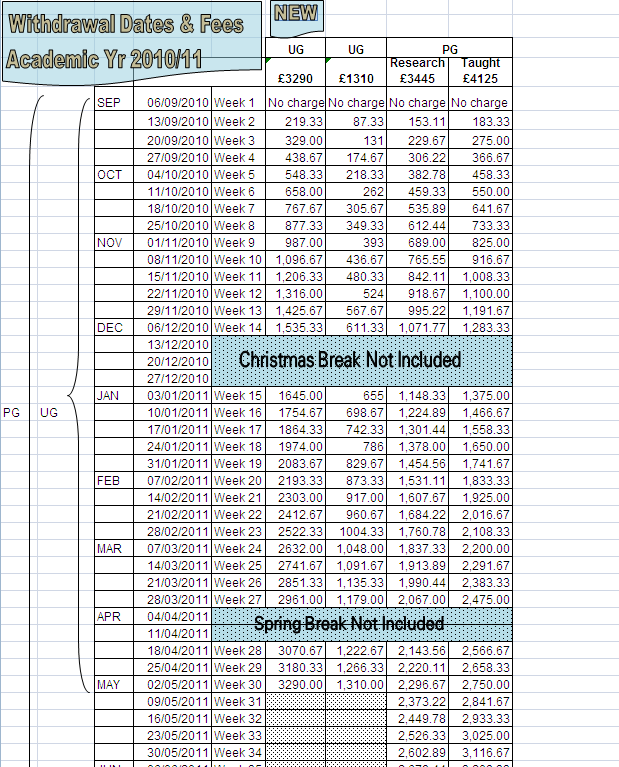 Withdrawal Dates & Fees
Academic Yr 2010/11
NEW
UG UG PG
Research Taught
£3290 £1310 £3445 £4125
SEP 06/09/2010 Week 1 No charge No charge No charge No charge
13/09/2010 Week 2 219.33 87.33 153.11 183.33
20/09/2010 Week 3 329.00 131 229.67 275.00
27/09/2010 Week 4 438.67 174.67 306.22 366.67
OCT 04/10/2010 Week 5 548.33 218.33 382.78 458.33
11/10/2010 Week 6 658.00 262 459.33 550.00
18/10/2010 Week 7 767.67 305.67 535.89 641.67
25/10/2010 Week 8 877.33 349.33 612.44 733.33
NOV 01/11/2010 Week 9 987.00 393 689.00 825.00
08/11/2010 Week 10 1,096.67 436.67 765.55 916.67
15/11/2010 Week 11 1,206.33 480.33 842.11 1,008.33
22/11/2010 Week 12 1,316.00 524 918.67 1,100.00
29/11/2010 Week 13 1,425.67 567.67 995.22 1,191.67
DEC 06/12/2010 Week 14 1,535.33 611.33 1,071.77 1,283.33
13/12/2010
20/12/2010 Christmas Break Not Included
27/12/2010
JAN 03/01/2011 Week 15 1645.00 655 1,148.33 1,375.00
PG UG 10/01/2011 Week 16 1754.67 698.67 1,224.89 1,466.67
17/01/2011 Week 17 1864.33 742.33 1,301.44 1,558.33
24/01/2011 Week 18 1974.00 786 1,378.00 1,650.00
31/01/2011 Week 19 2083.67 829.67 1,454.56 1,741.67
FEB 07/02/2011 Week 20 2193.33 873.33 1,531.11 1,833.33
14/02/2011 Week 21 2303.00 917.00 1,607.67 1,925.00
21/02/2011 Week 22 2412.67 960.67 1,684.22 2,016.67
28/02/2011 Week 23 2522.33 1004.33 1,760.78 2,108.33
MAR 07/03/2011 Week 24 2632.00 1,048.00 1,837.33 2,200.00
14/03/2011 Week 25 2741.67 1,091.67 1,913.89 2,291.67
21/03/2011 Week 26 2851.33 1,135.33 1,990.44 2,383.33
28/03/2011 Week 27 2961.00 1,179.00 2,067.00 2,475.00
APR 04/04/2011 Spring Break Not Included
11/04/2011
18/04/2011 Week 28 3070.67 1,222.67 2,143.56 2,566.67
25/04/2011 Week 29 3180.33 1,266.33 2,220.11 2,658.33
MAY 02/05/2011 Week 30 3290.00 1,310.00 2,296.67 2,750.00
09/05/2011 Week 31 2,373.22 2,841.67
16/05/2011 Week 32 2,449.78 2,933.33
23/05/2011 Week 33 2,526.33 3,025.00
30/05/2011 Week 34 2,602.89 3,116.67